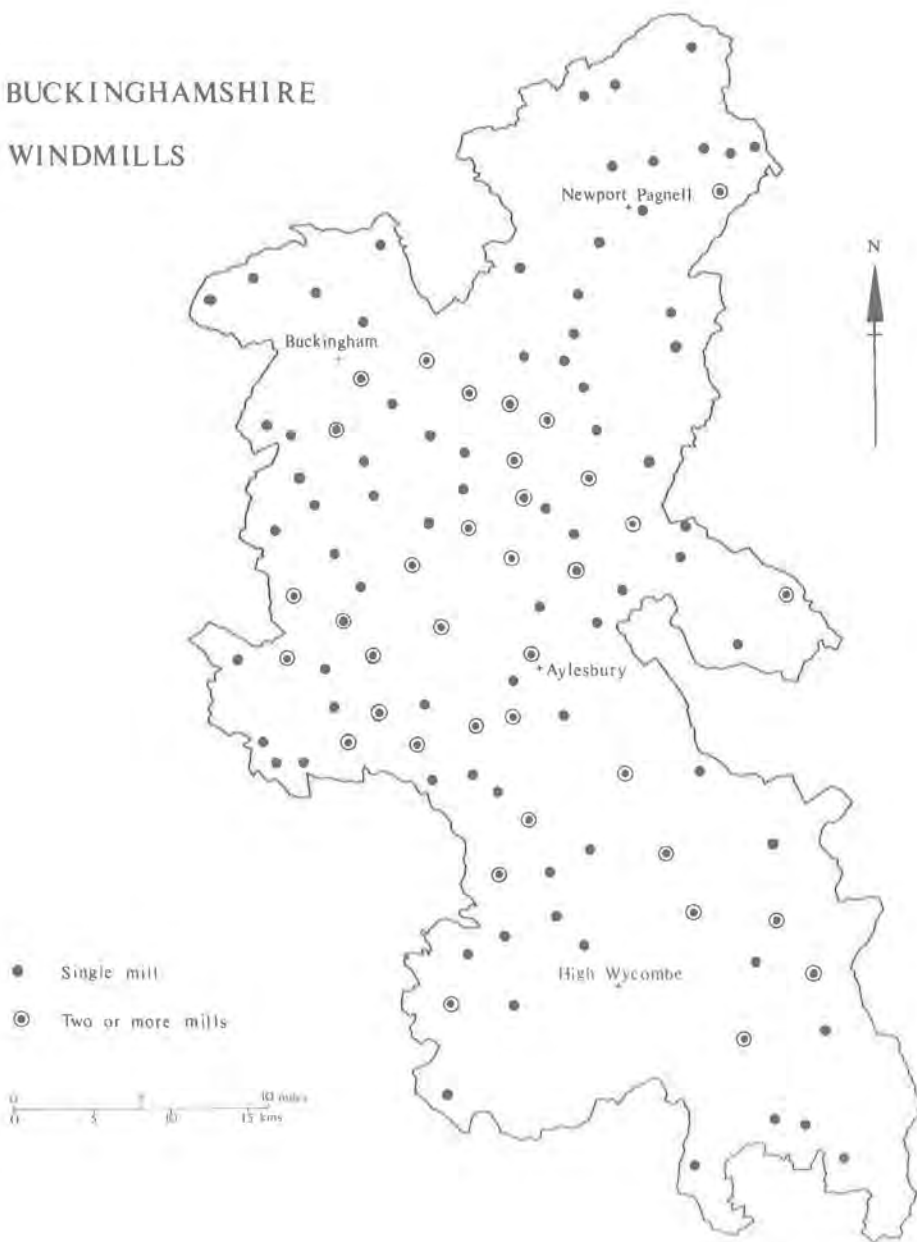 BUCKINGHAMSHIRE
WINDMILLS
Newport Pagnell
N
Buckingham
Aylesbury
High Wycombe
Single mill
Two or more mills
0 10 miles
0 5 10 15 kms